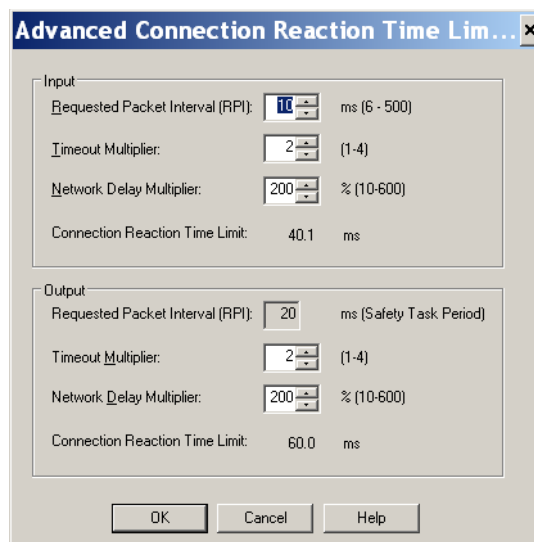 Advanced Connection Reaction Time Lim...
Input
Requested Packet Interval (RPI): 10 ms (6 - 500)
Timeout Multiplier: 2 (1-4)
Network Delay Multiplier: 200 % (10-600)
Connection Reaction Time Limit: 40.1 ms
Output
Requested Packet Interval (RPI): 20 ms (Safety Task Period)
Timeout Multiplier: 2 (1-4)
Network Delay Multiplier: 200 % (10-600)
Connection Reaction Time Limit: 60.0 ms
OK Cancel Help